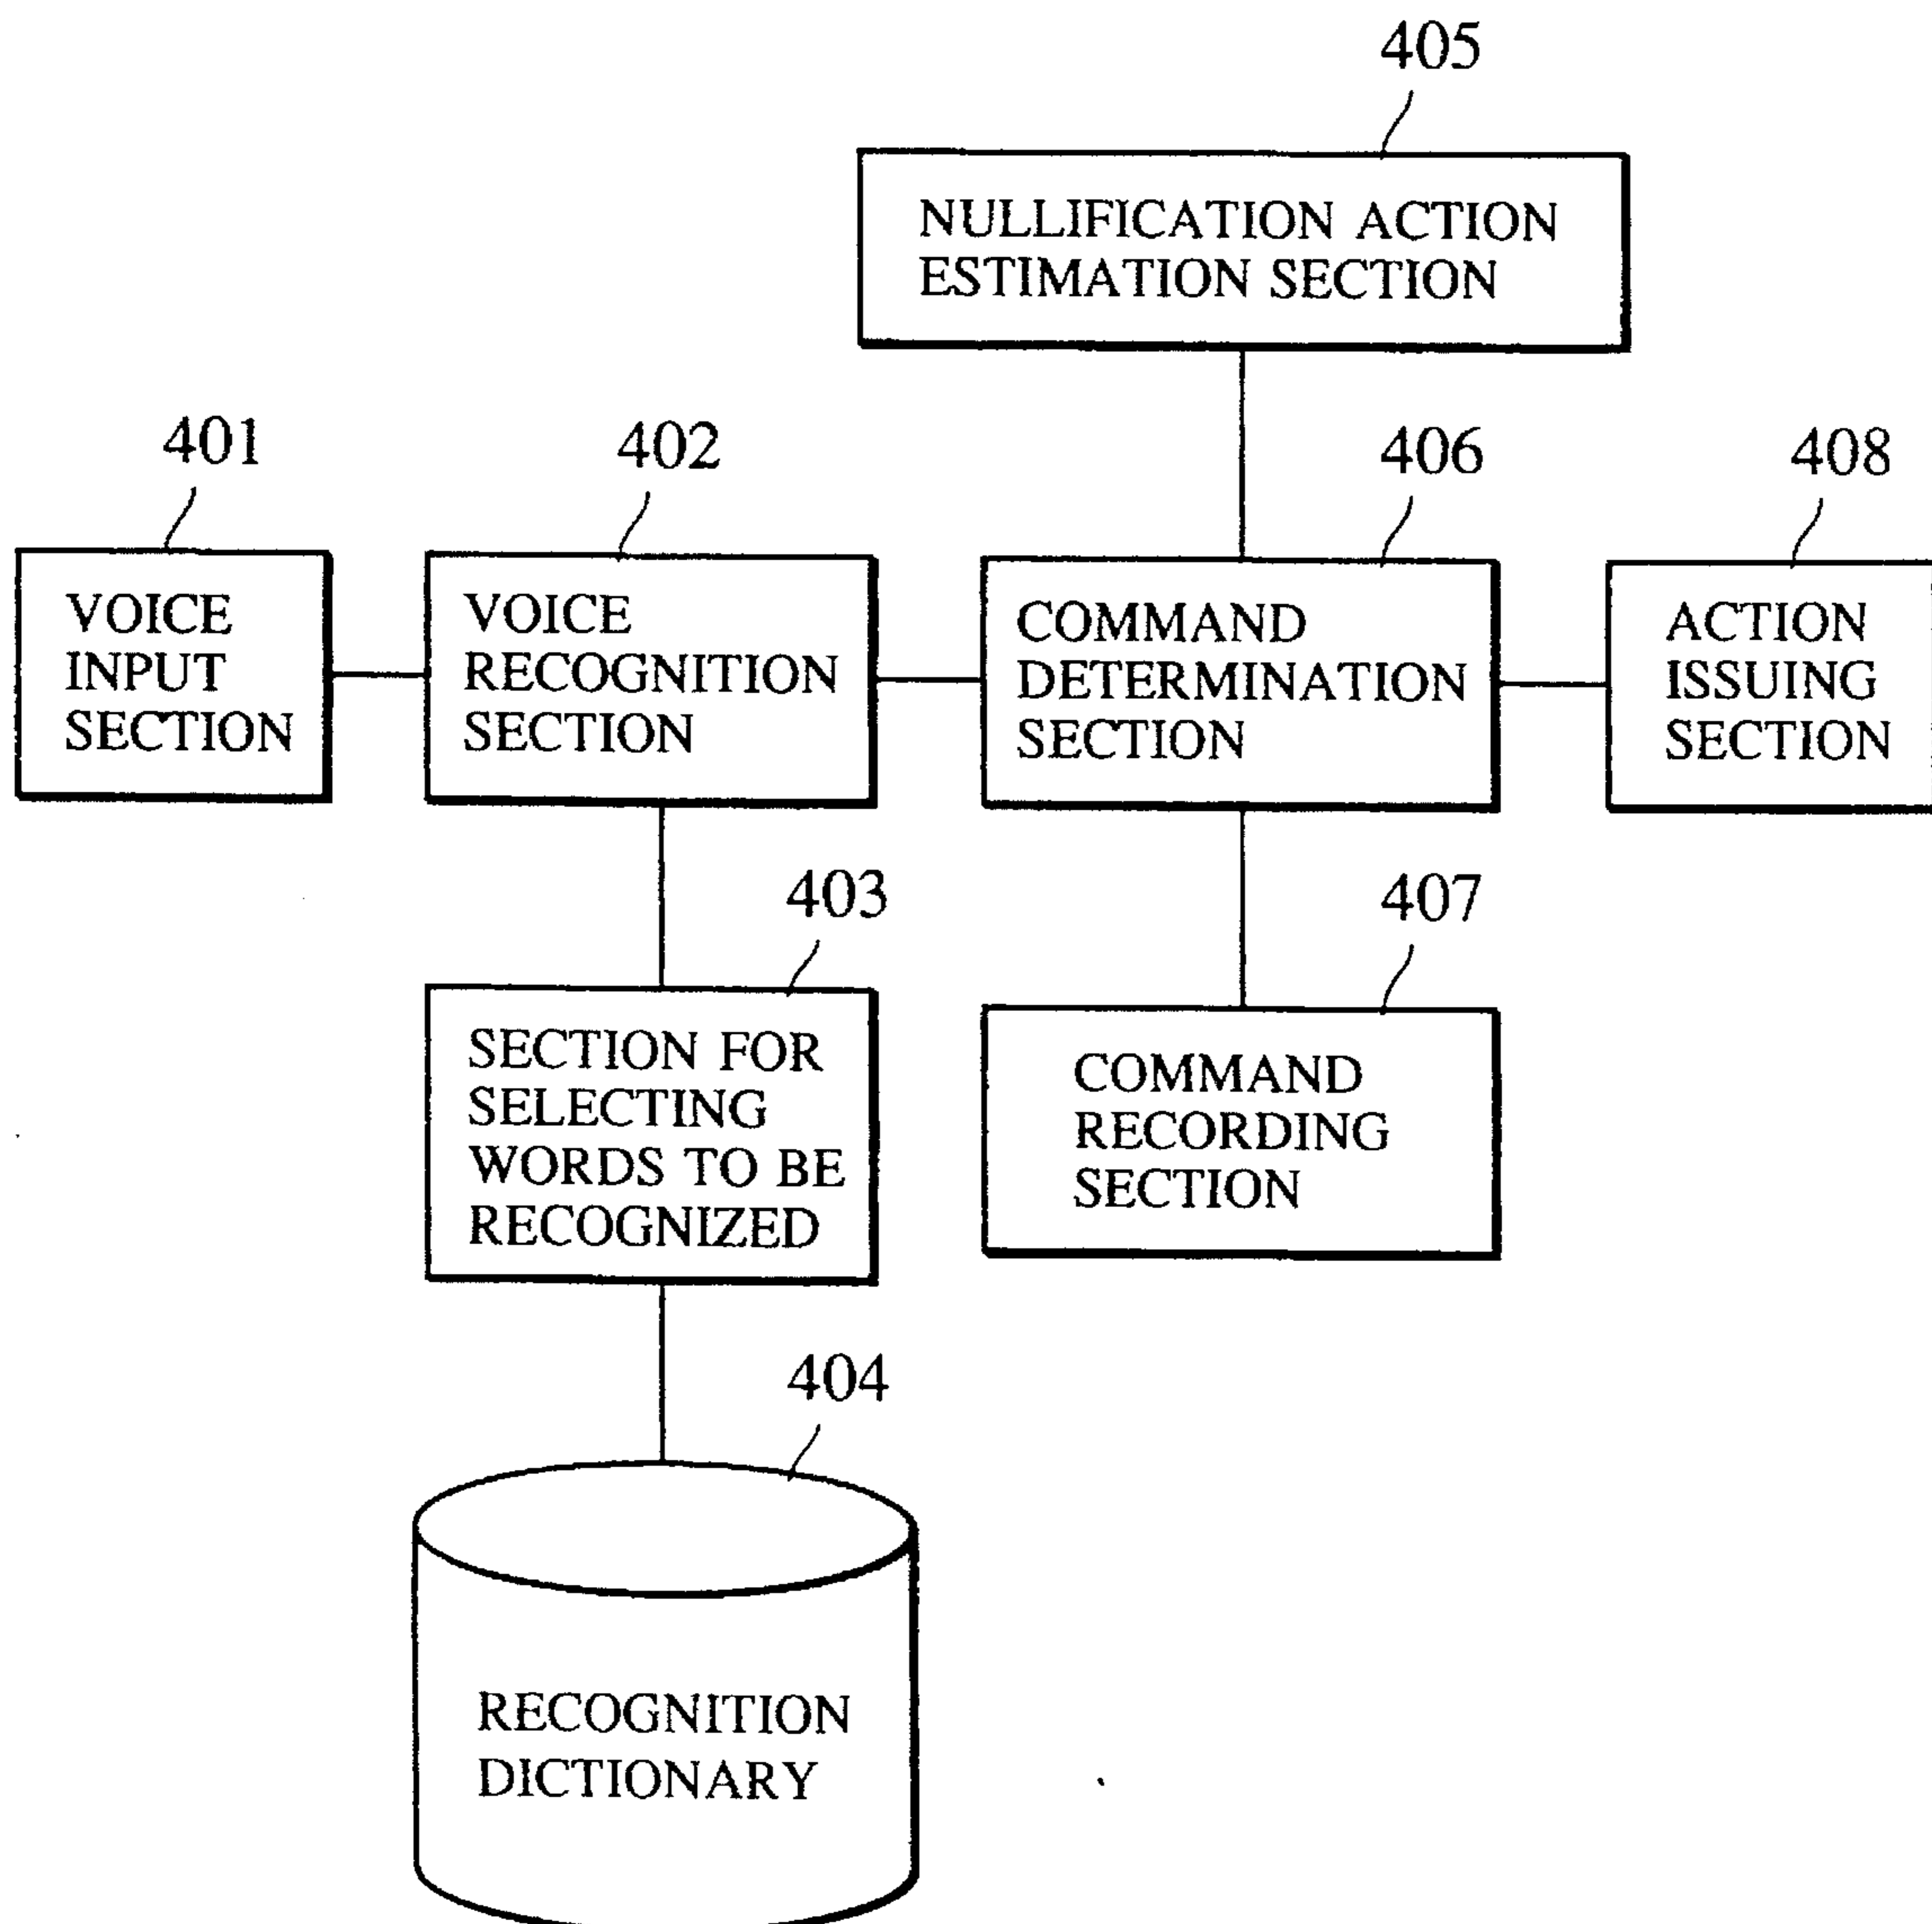 405
NULLIFICATION ACTION
ESTIMATION SECTION
401
VOICE
INPUT
SECTION
402
VOICE
RECOGNITION
SECTION
406
COMMAND
DETERMINATION
SECTION
408
ACTION
ISSUING
SECTION
403
SECTION FOR
SELECTING
WORDS TO BE
RECOGNIZED
407
COMMAND
RECORDING
SECTION
404
RECOGNITION
DICTIONARY